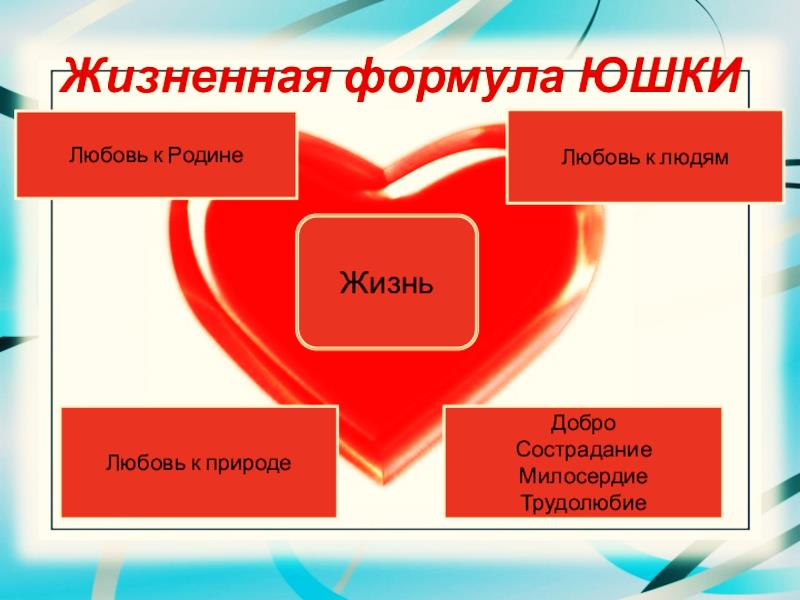 Жизненная формула ЮШКИ
Любовь к Родине
Любовь к людям
Жизнь
Любовь к природе
Добро
Сострадание
Милосердие
Трудолюбие